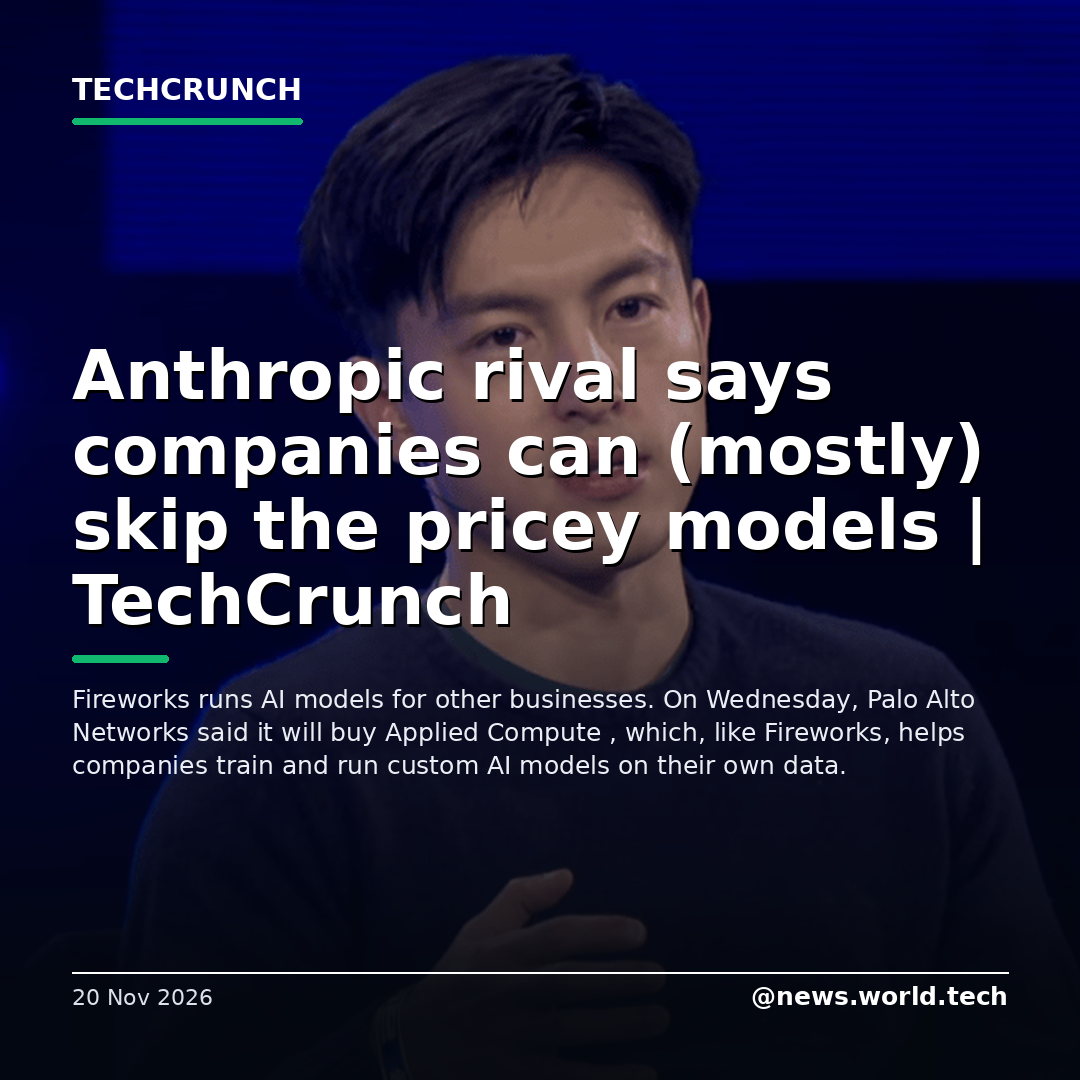 TECHCRUNCH
Anthropic rival says
companies can (mostly)
skip the pricey models |
TechCrunch
Fireworks runs AI models for other businesses. On Wednesday, Palo Alto
Networks said it will buy Applied Compute , which, like Fireworks, helps
companies train and run custom AI models on their own data.
20 Nov 2026
@news.world.tech